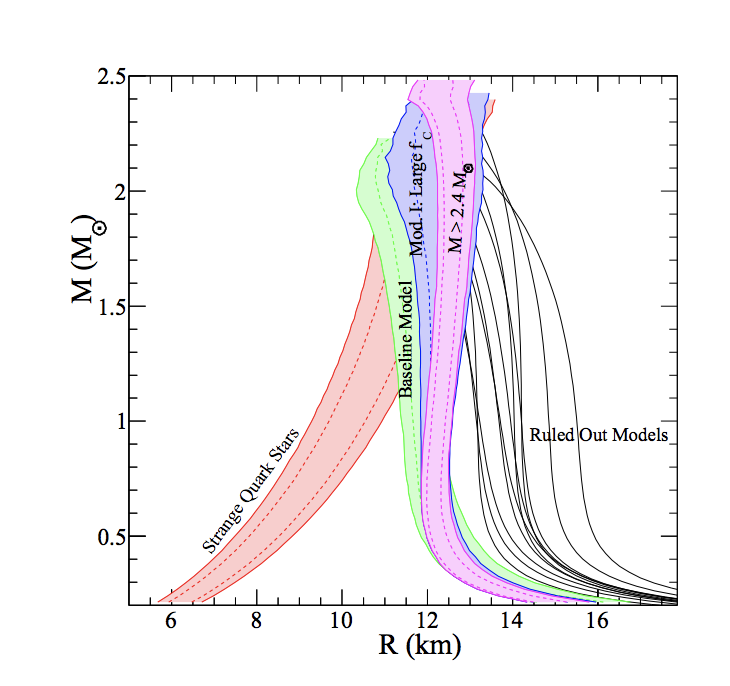 2.5
2
1.5
1
0.5
M (M⊙)
Mod. I: Large f_C
M > 2.4 M⊙
Baseline Model
Ruled Out Models
Strange Quark Stars
6 8 10 12 14 16
R (km)